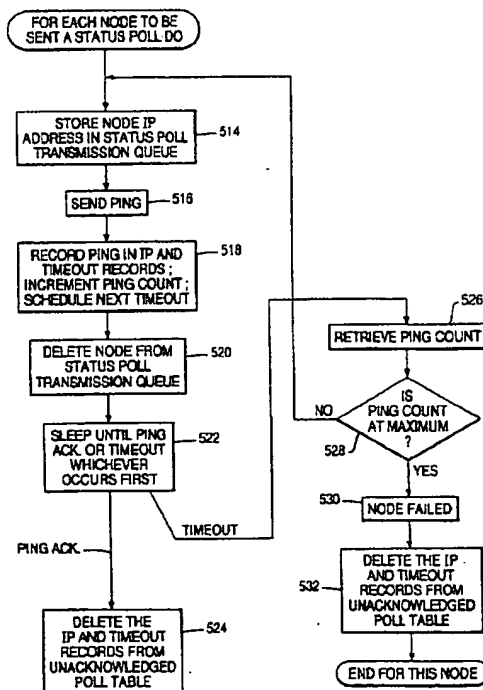 FOR EACH NODE TO BE
SENT A STATUS POLL DO
STORE NODE IP
ADDRESS IN STATUS POLL
TRANSMISSION QUEUE
514
SEND PING
516
RECORD PING IN IP AND
TIMEOUT RECORDS ;
INCREMENT PING COUNT ;
SCHEDULE NEXT TIMEOUT
518
DELETE NODE FROM
STATUS POLL
TRANSMISSION QUEUE
520
SLEEP UNTIL PING
ACK. OR TIMEOUT
WHICHEVER
OCCURS FIRST
522
TIMEOUT
PING ACK.
DELETE THE
IP AND TIMEOUT
RECORDS FROM
UNACKNOWLEDGED
POLL TABLE
524
526
RETRIEVE PING COUNT
IS
PING COUNT
AT MAXIMUM
?
528
NO
YES
530
NODE FAILED
532
DELETE THE IP
AND TIMEOUT
RECORDS FROM
UNACKNOWLEDGED
POLL TABLE
END FOR THIS NODE